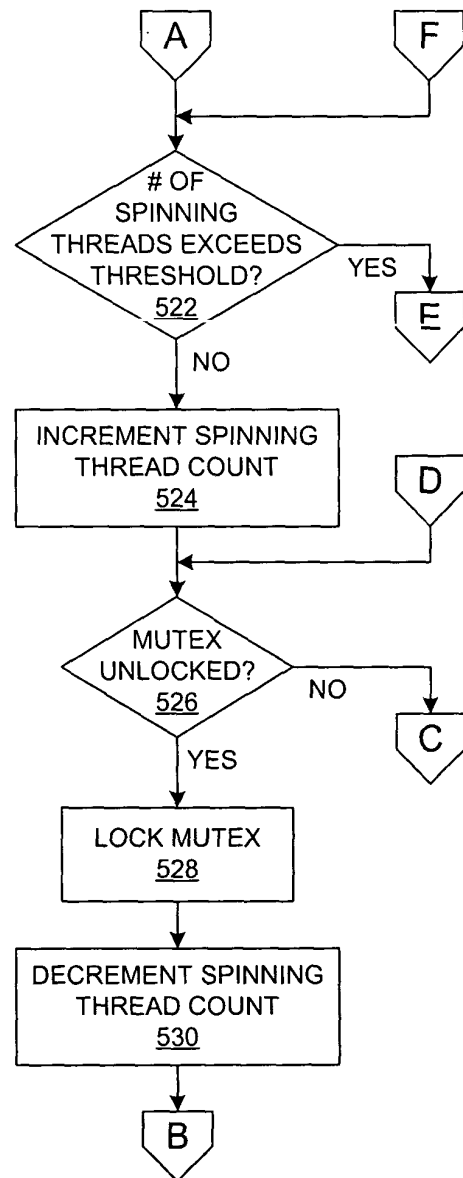 A
F
# OF
SPINNING
THREADS EXCEEDS
THRESHOLD?
522
YES
E
NO
INCREMENT SPINNING
THREAD COUNT
524
D
MUTEX
UNLOCKED?
526
NO
C
YES
LOCK MUTEX
528
DECREMENT SPINNING
THREAD COUNT
530
B